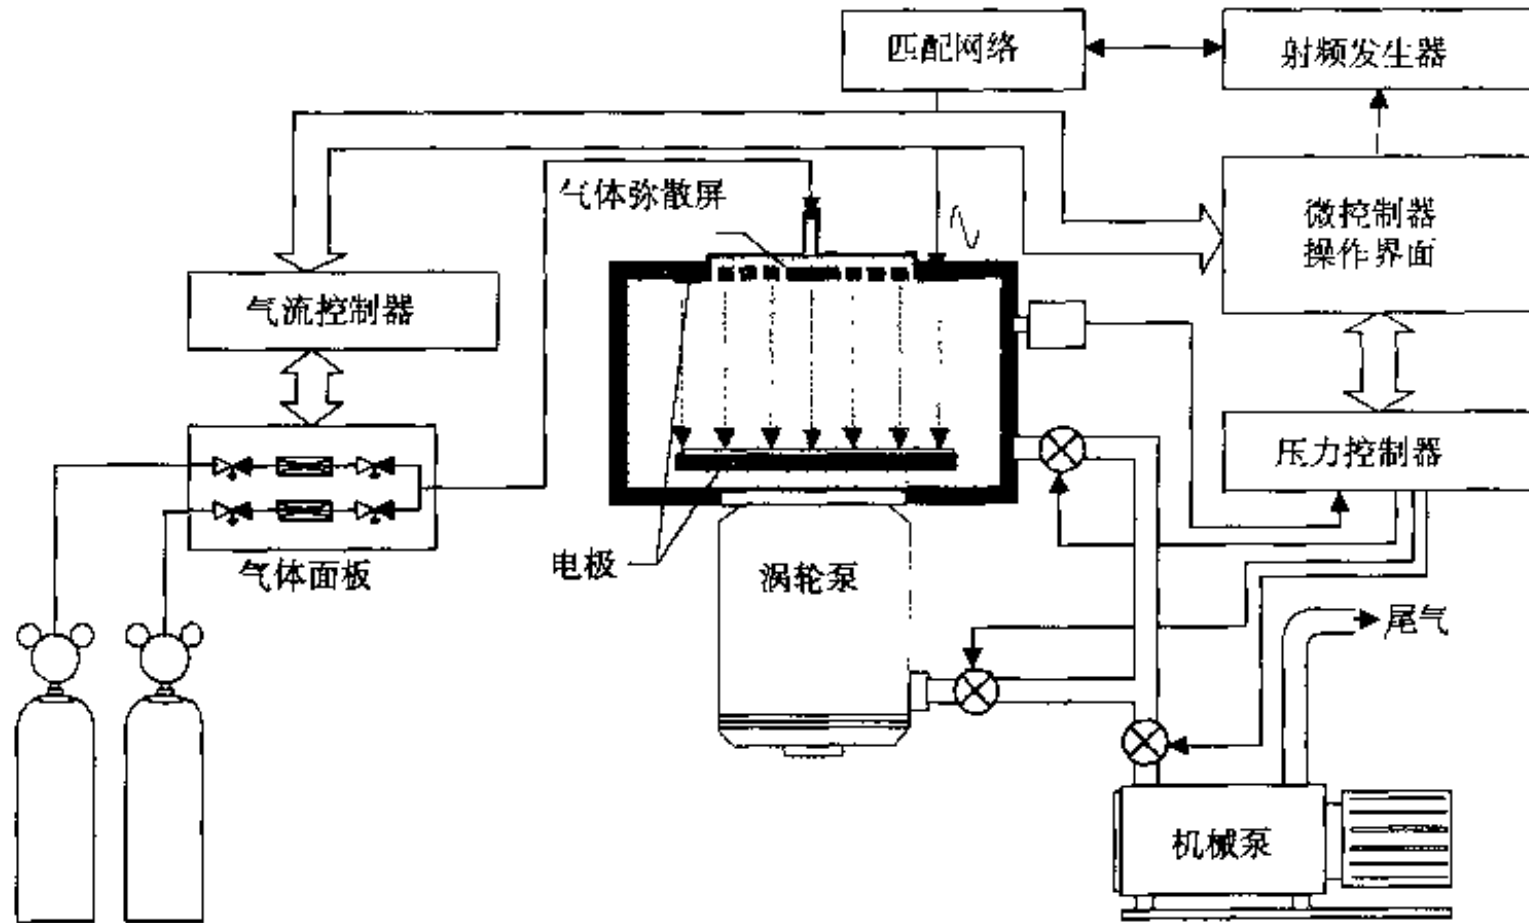 匹配网络
射频发生器
气体弥散屏
微控制器
操作界面
气流控制器
压力控制器
气体面板
电极
涡轮泵
尾气
机械泵